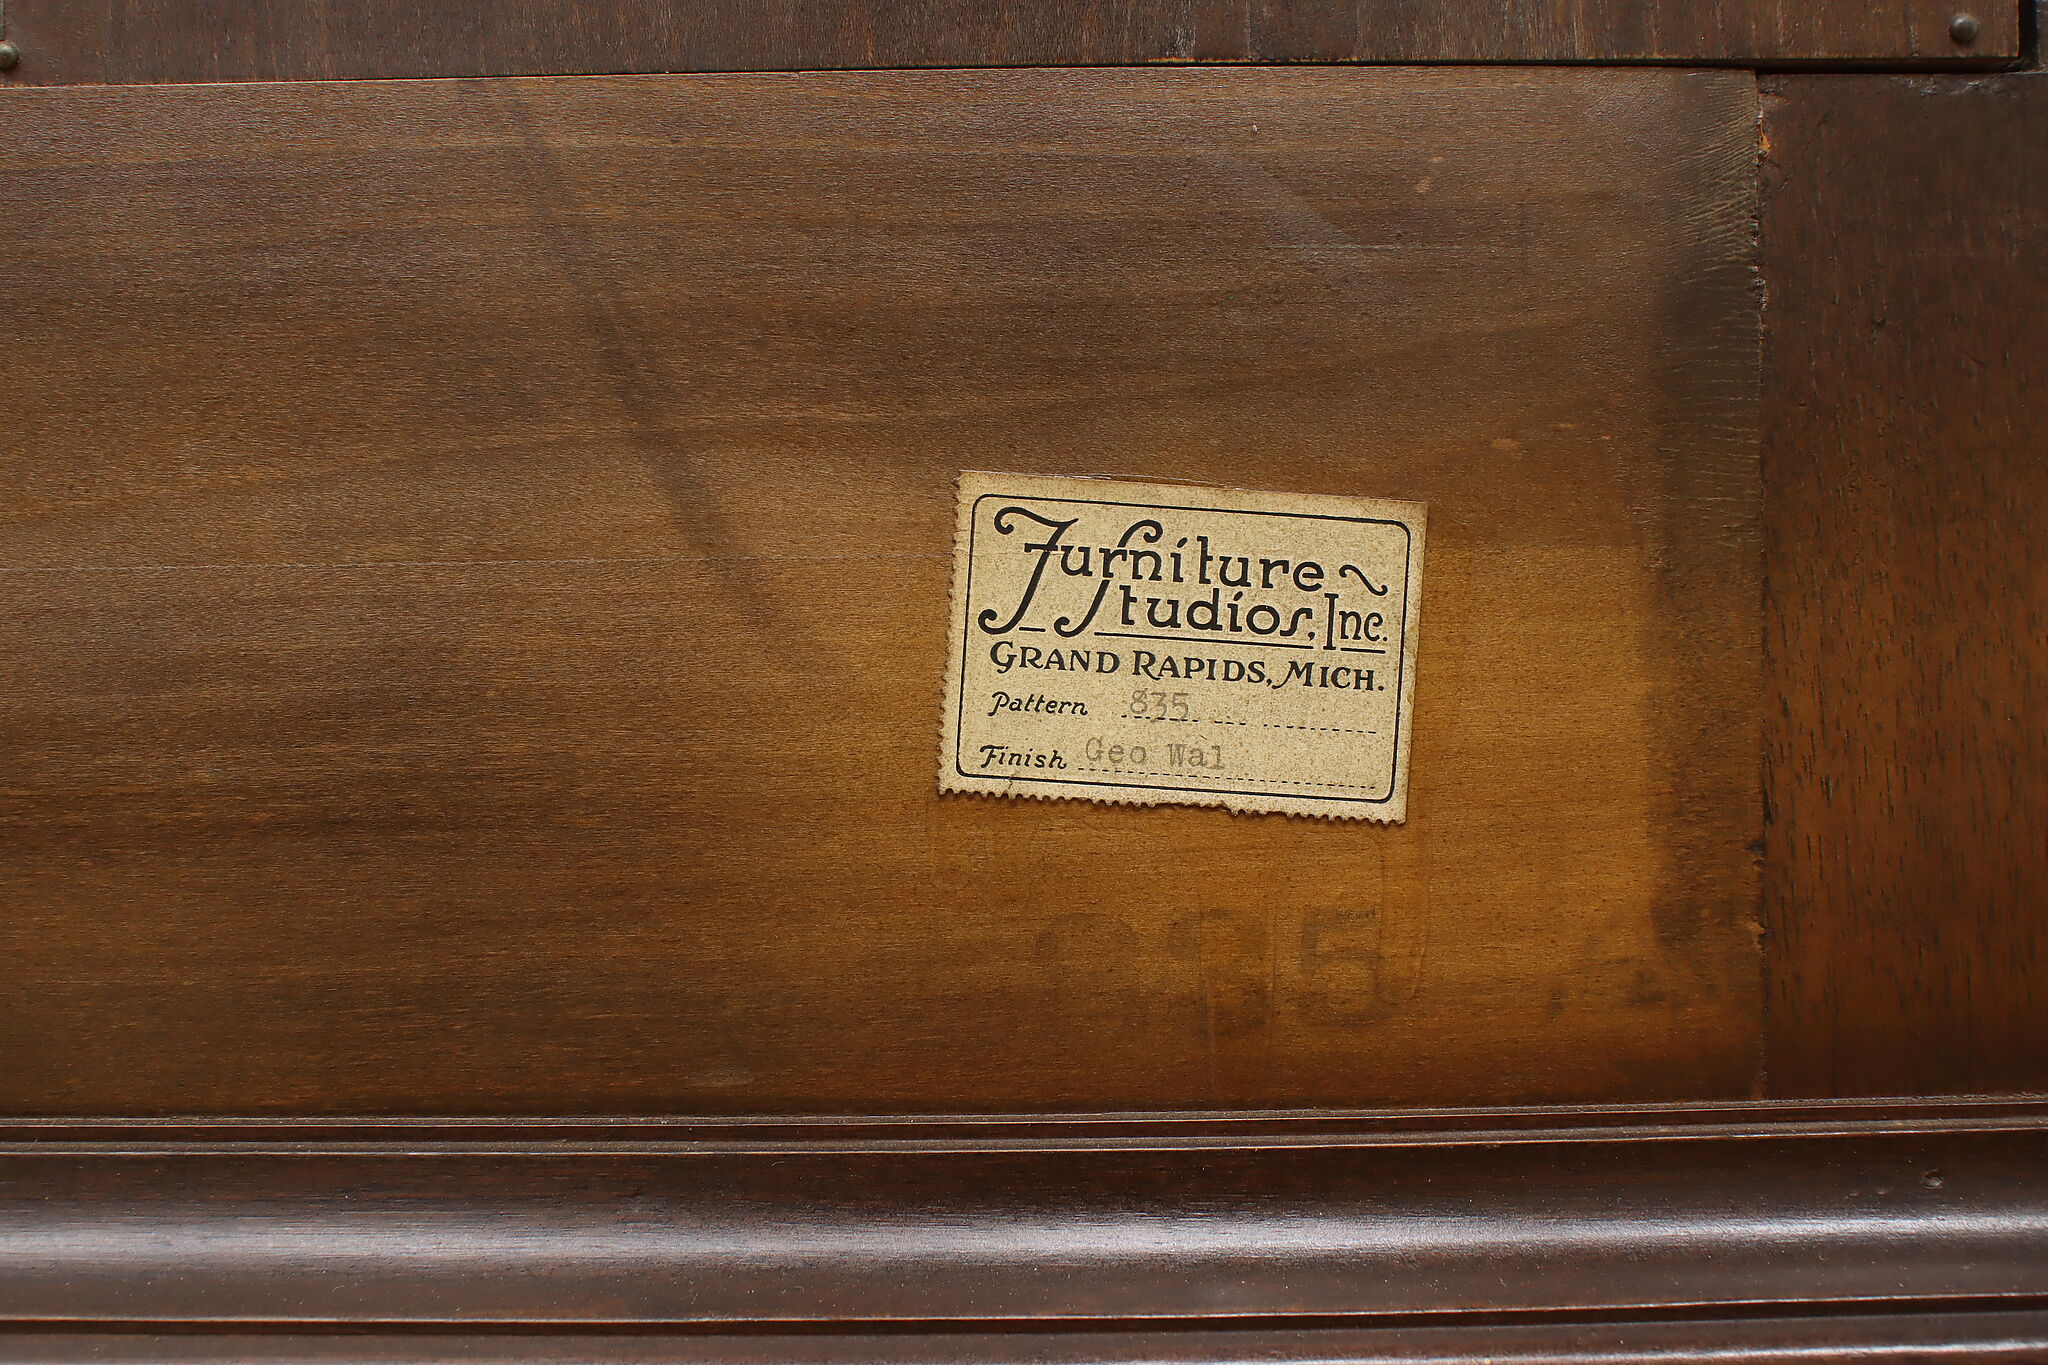 Furniture
Studios, Inc.
GRAND RAPIDS, MICH.
Pattern 835
Finish Geo Wal